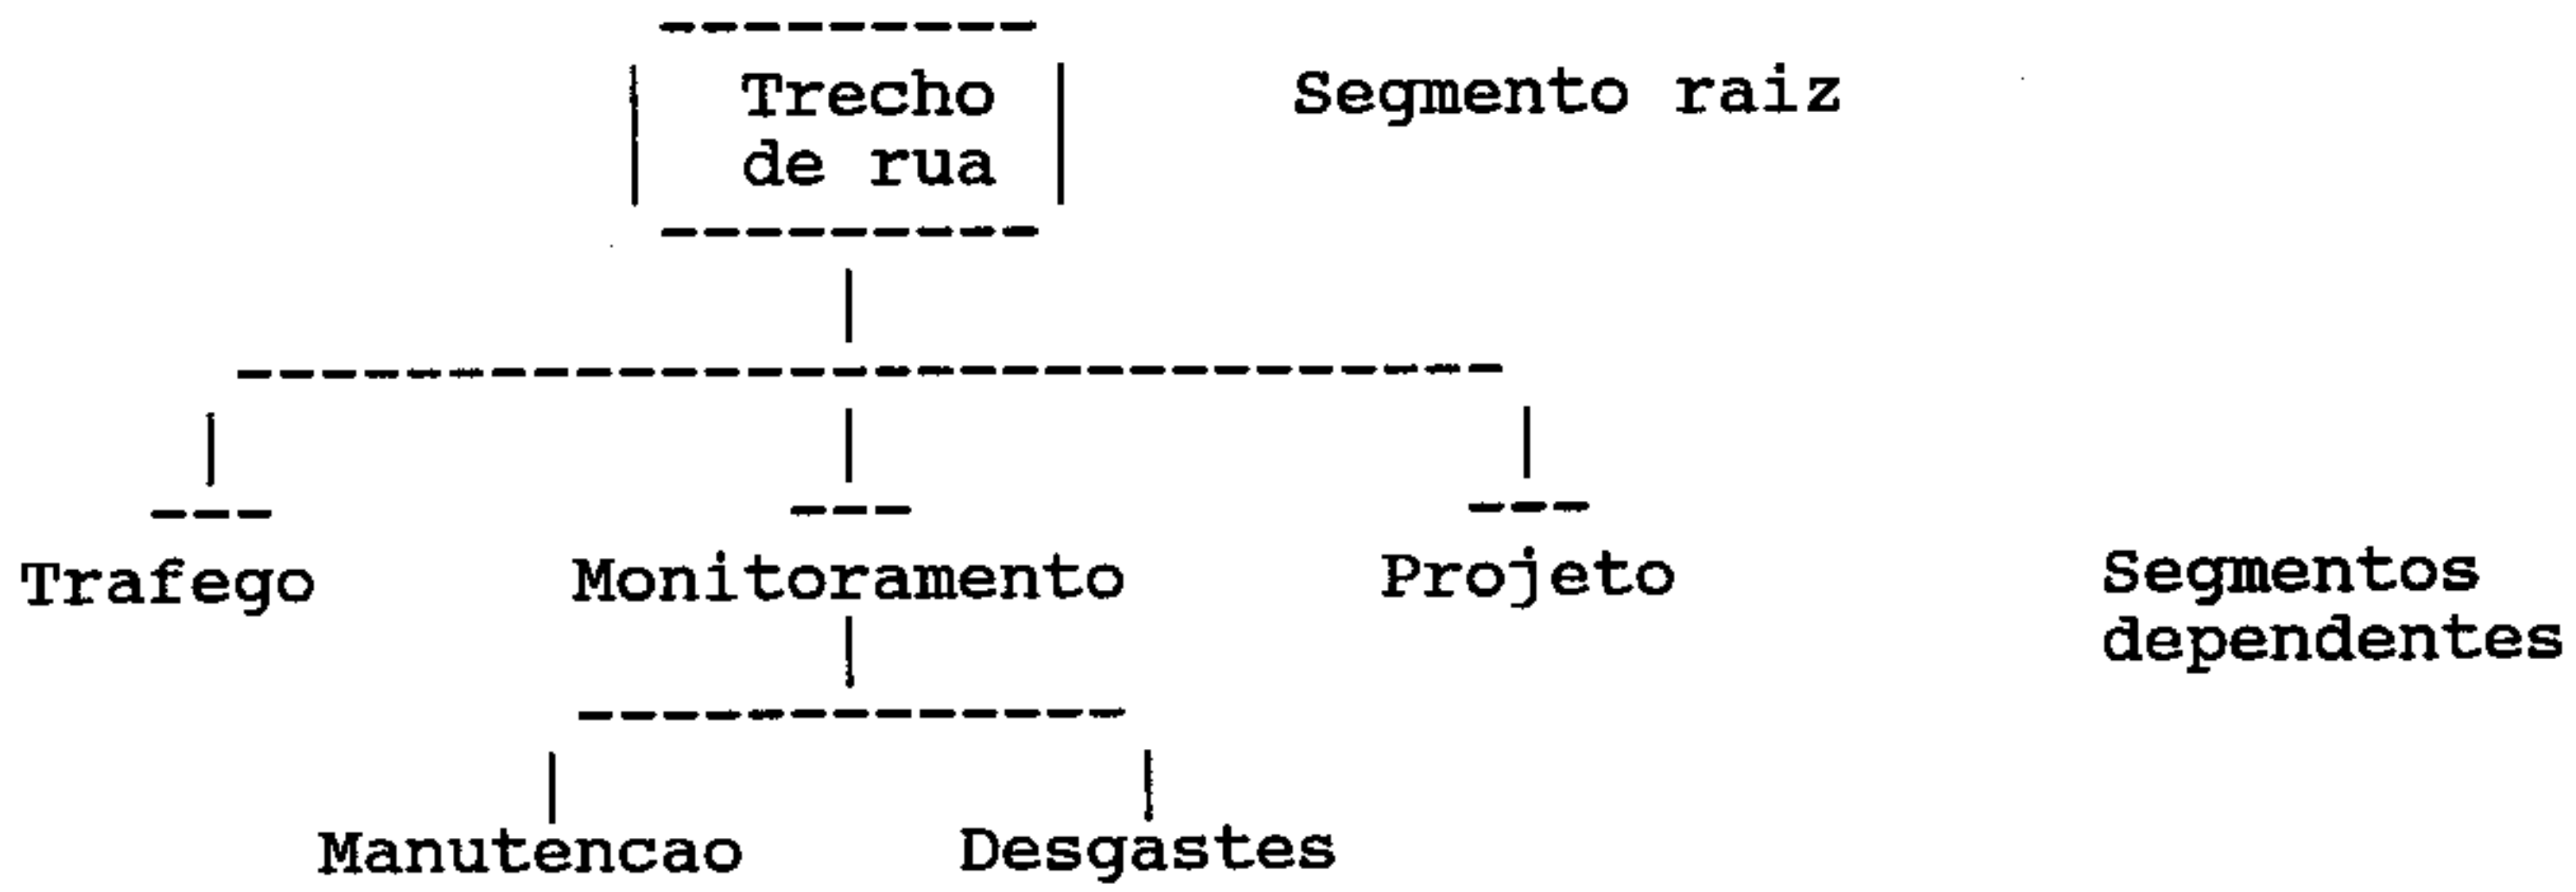 Trecho
de rua
Segmento raiz
Trafego
Monitoramento
Projeto
Segmentos
dependentes
Manutencao
Desgastes